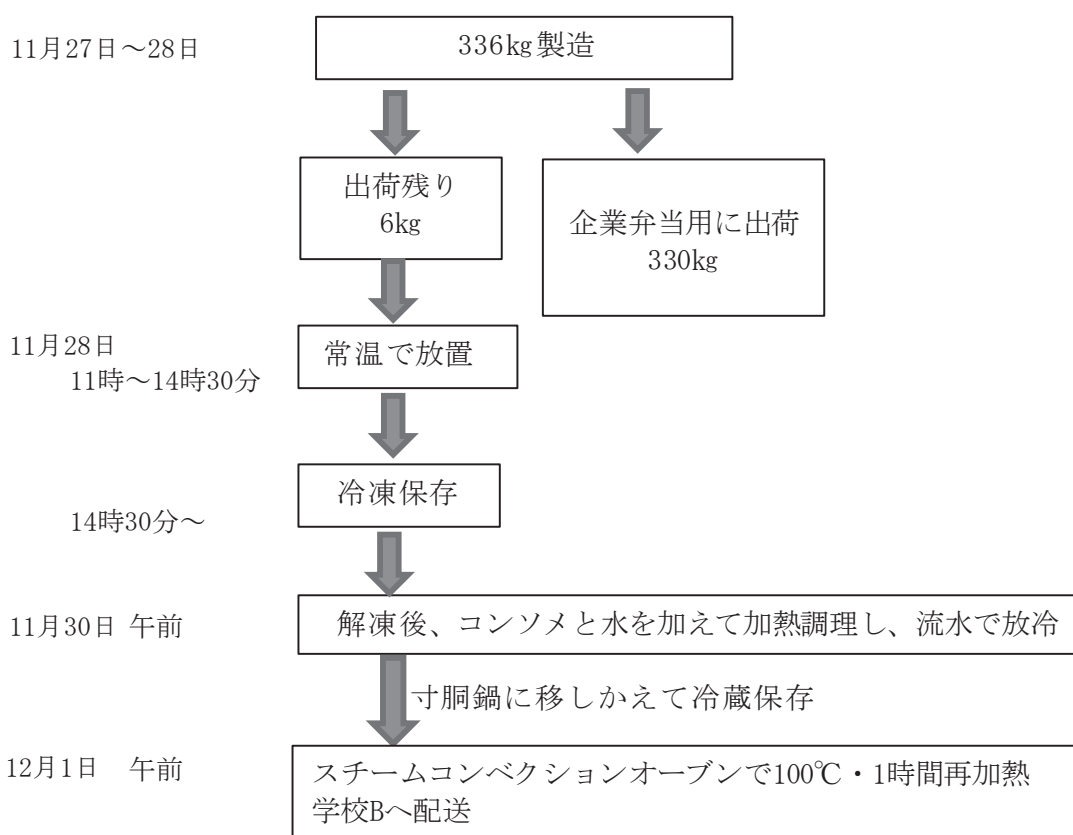 11月27日～28日
336kg製造
出荷残り
6kg
企業弁当用に出荷
330kg
11月28日
11時～14時30分
常温で放置
冷凍保存
14時30分～
11月30日 午前
解凍後、コンソメと水を加えて加熱調理し、流水で放冷
寸胴鍋に移しかえて冷蔵保存
12月1日 午前
スチームコンベクションオーブンで100℃・1時間再加熱
学校Bへ配送